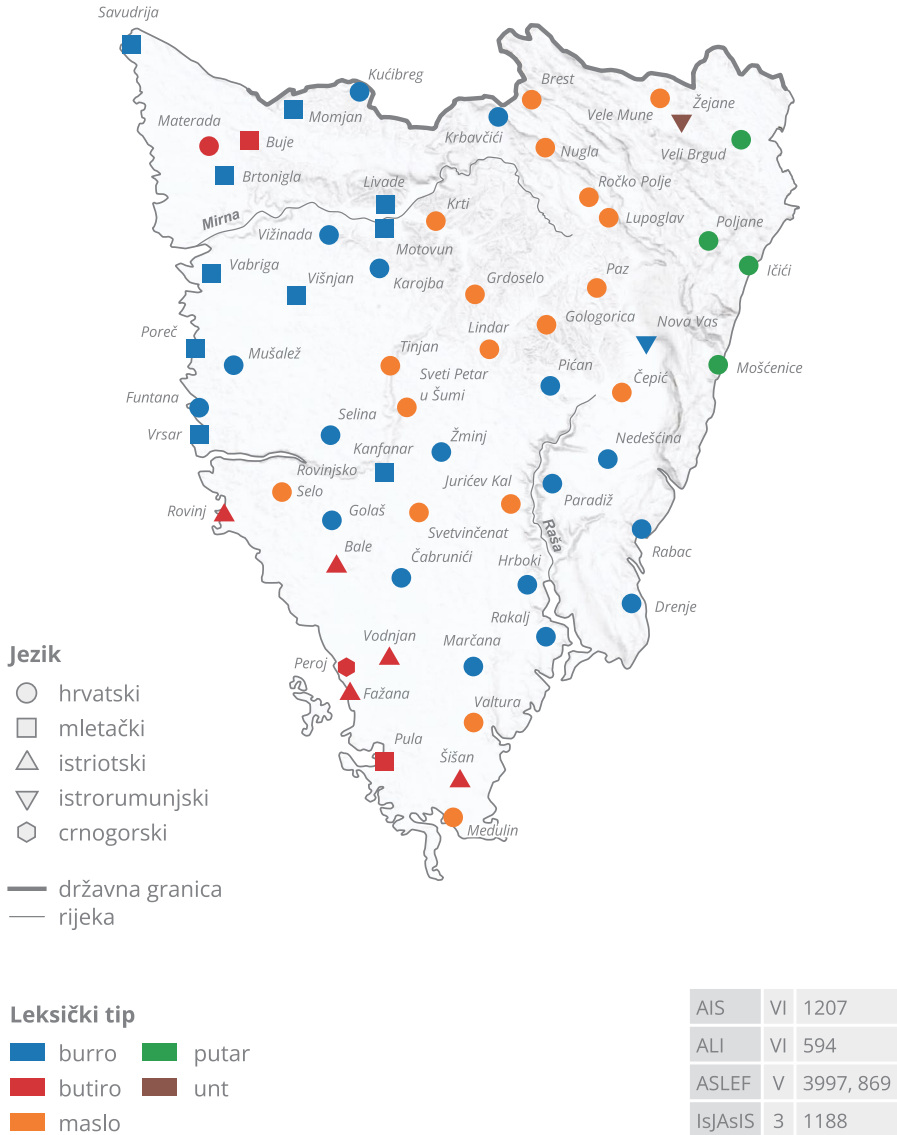 Savudrija
Kućibreg
Brest
Momjan
Vele Mune
Žejane
Materada
Buje
Krbavčići
Nugla
Veli Brgud
Brtonigla
Livade
Ročko Polje
Mirna
Krti
Lupoglav
Poljane
Vižinada
Motovun
Vabriga
Višnjan
Karojba
Grdoselo
Paz
Ičići
Poreč
Lindar
Gologorica
Nova Vas
Mušalež
Tinjan
Pićan
Mošćenice
Sveti Petar
u Šumi
Čepić
Funtana
Selina
Vrsar
Kanfanar
Žminj
Nedešćina
Rovinjsko
Selo
Jurićev Kal
Paradiž
Rovinj
Golaš
Svetvinčenat
Raša
Bale
Čabrunići
Hrboki
Rabac
Drenje
Rakalj
Vodnjan
Marčana
Peroj
Fažana
Valtura
Pula
Šišan
Medulin
Jezik
hrvatski
mletački
istriotski
istrorumunjski
crnogorski
državna granica
rijeka
Leksički tip
burro putar
butiro unt
maslo
AIS VI 1207
ALI VI 594
ASLEF V 3997, 869
IsJAsIS 3 1188